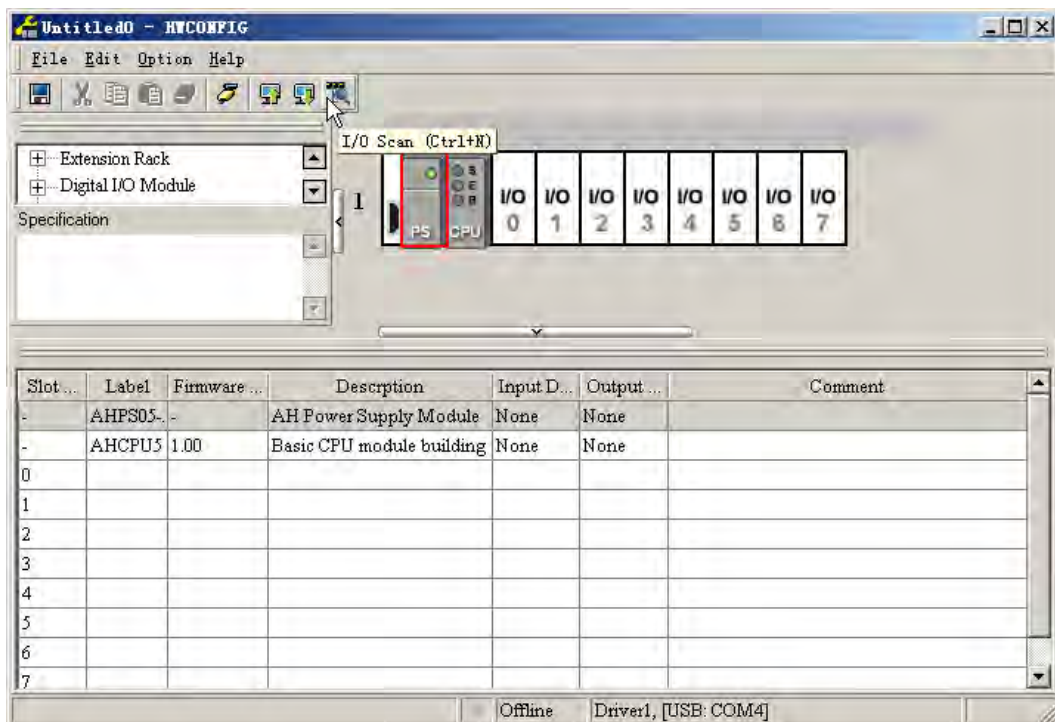 Untitled0 - HWCONFIG
File Edit Option Help
I/O Scan (Ctrl+N)
Extension Rack
Digital I/O Module
Specification
1
PS CPU I/O 0 I/O 1 I/O 2 I/O 3 I/O 4 I/O 5 I/O 6 I/O 7
Slot ... Label Firmware ... Descrption Input D... Output ... Comment
- AHPS05-. - AH Power Supply Module None None
- AHCPU5 1.00 Basic CPU module building None None
0
1
2
3
4
5
6
7
Offline Driver1, [USB: COM4]